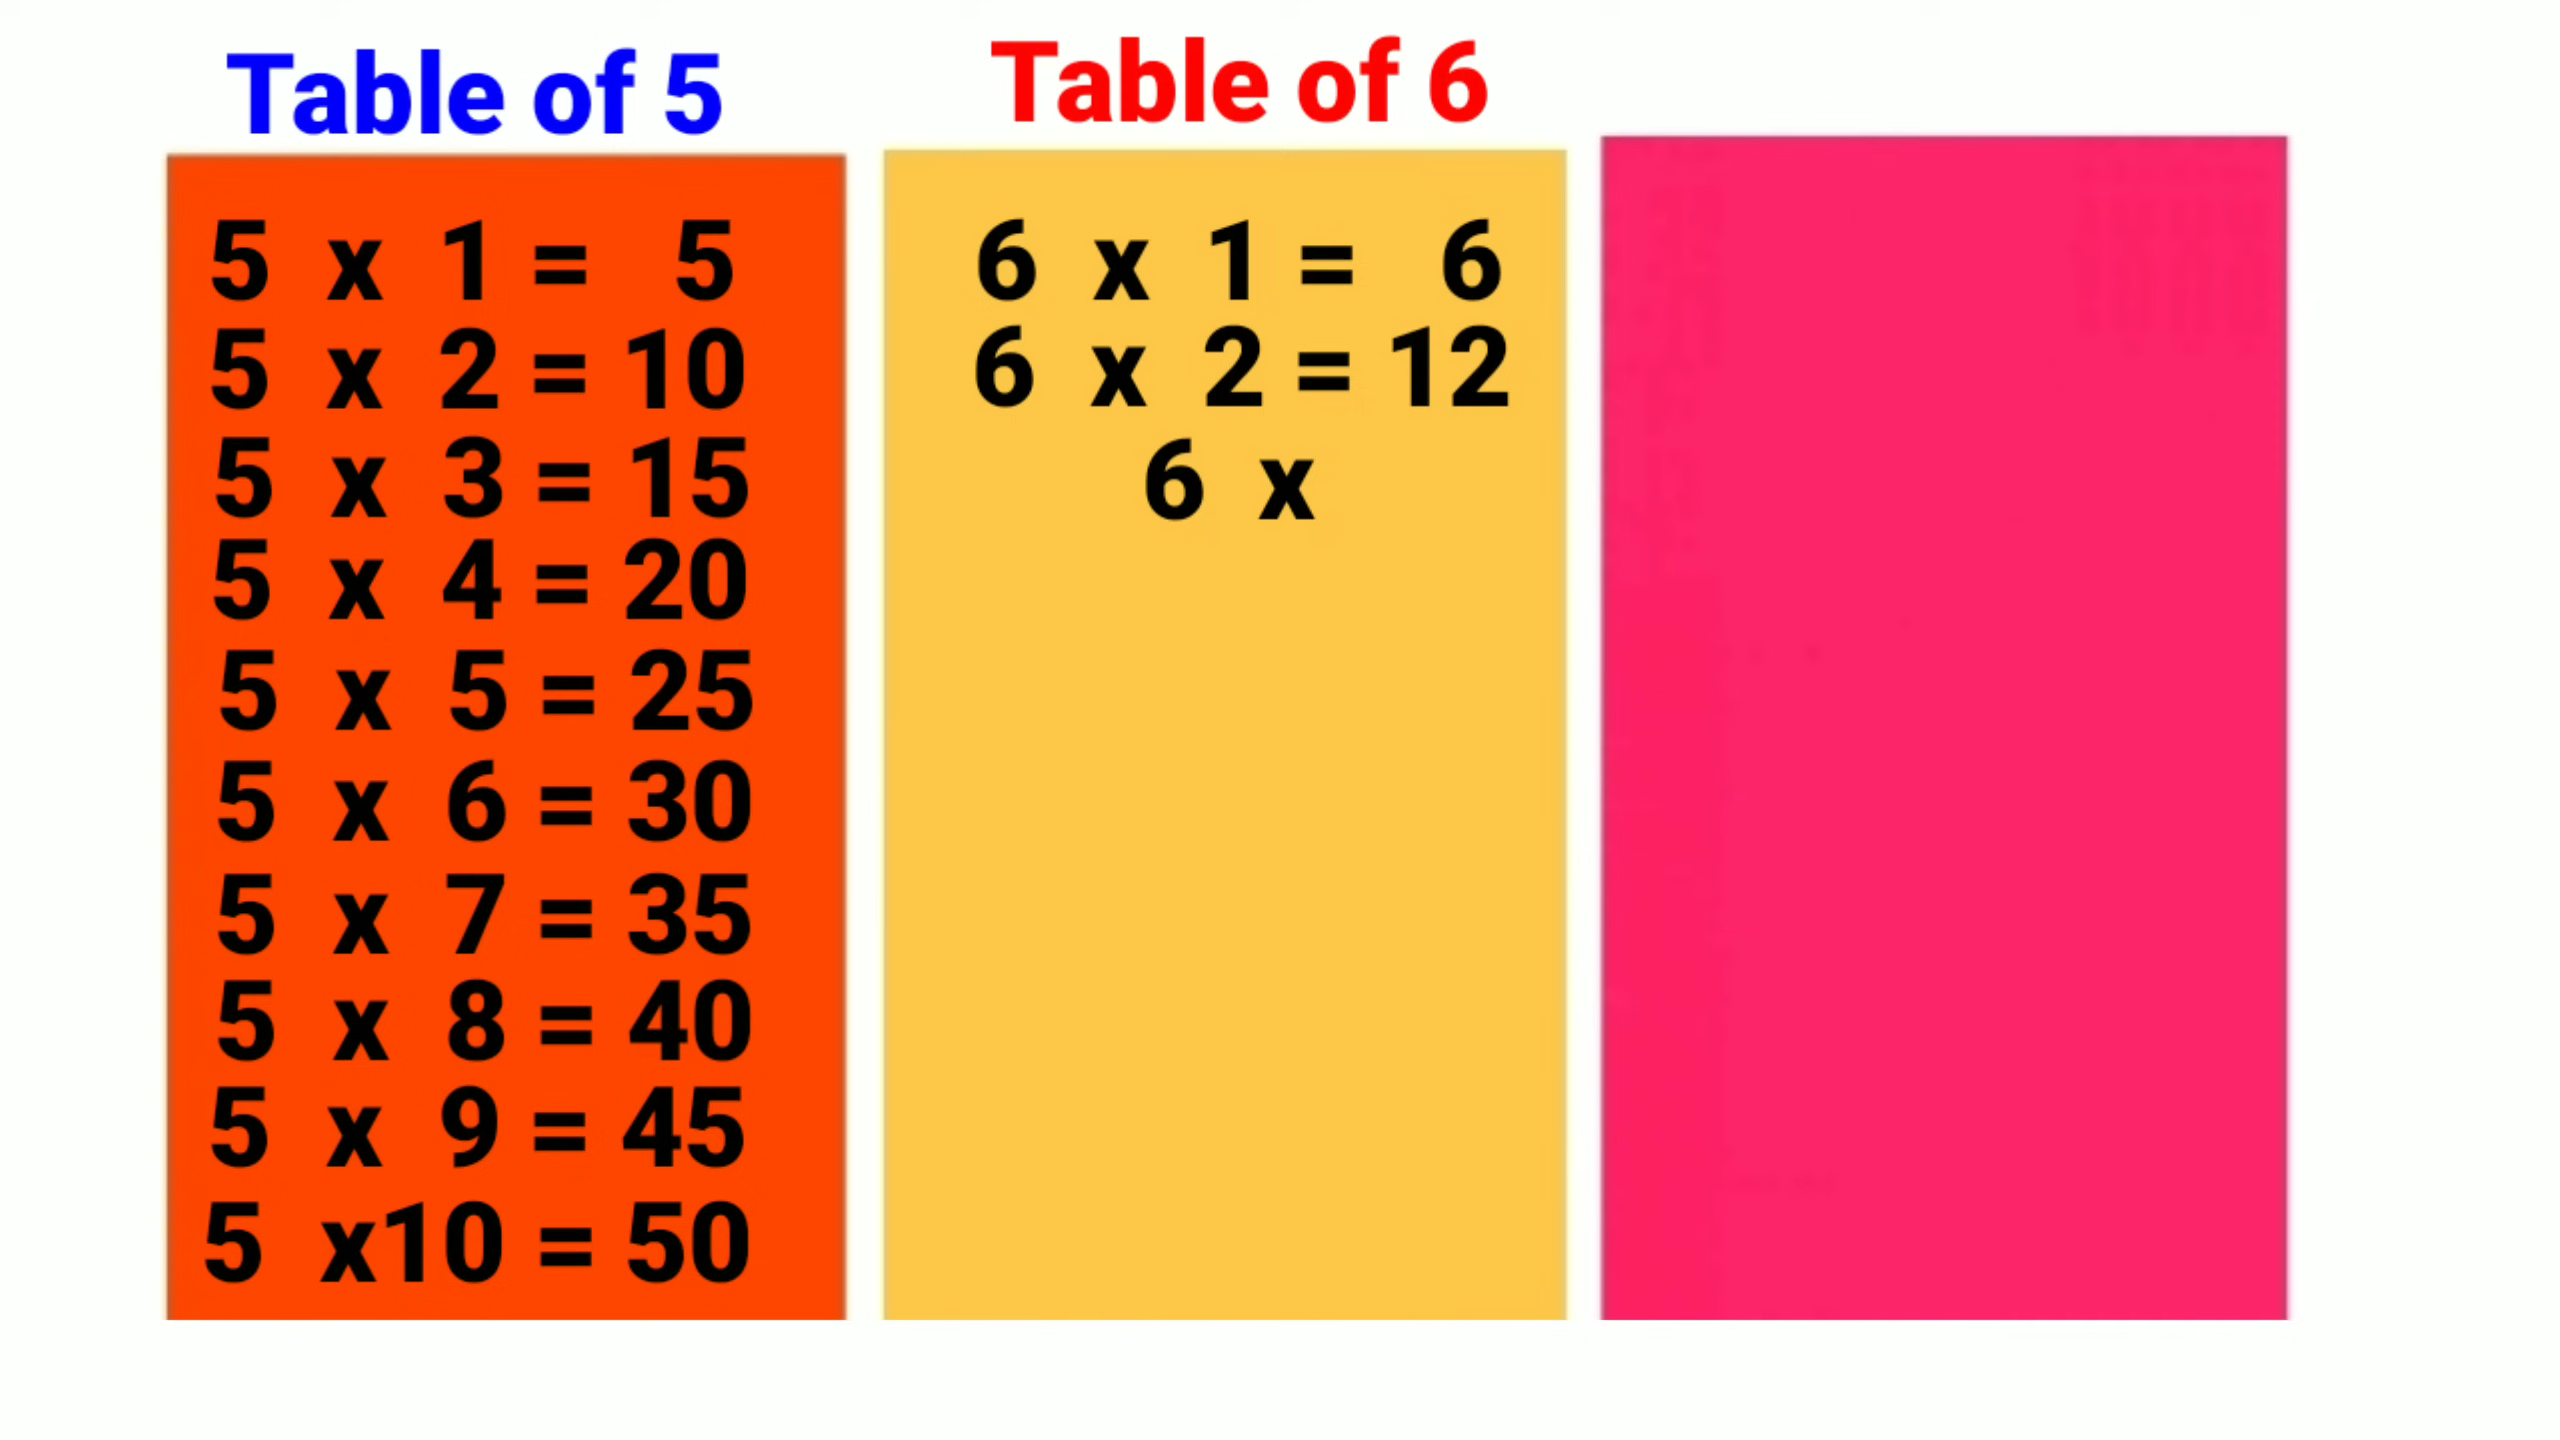 Table of 5
5 x 1 = 5
5 x 2 = 10
5 x 3 = 15
5 x 4 = 20
5 x 5 = 25
5 x 6 = 30
5 x 7 = 35
5 x 8 = 40
5 x 9 = 45
5 x10 = 50
Table of 6
6 x 1 = 6
6 x 2 = 12
6 x